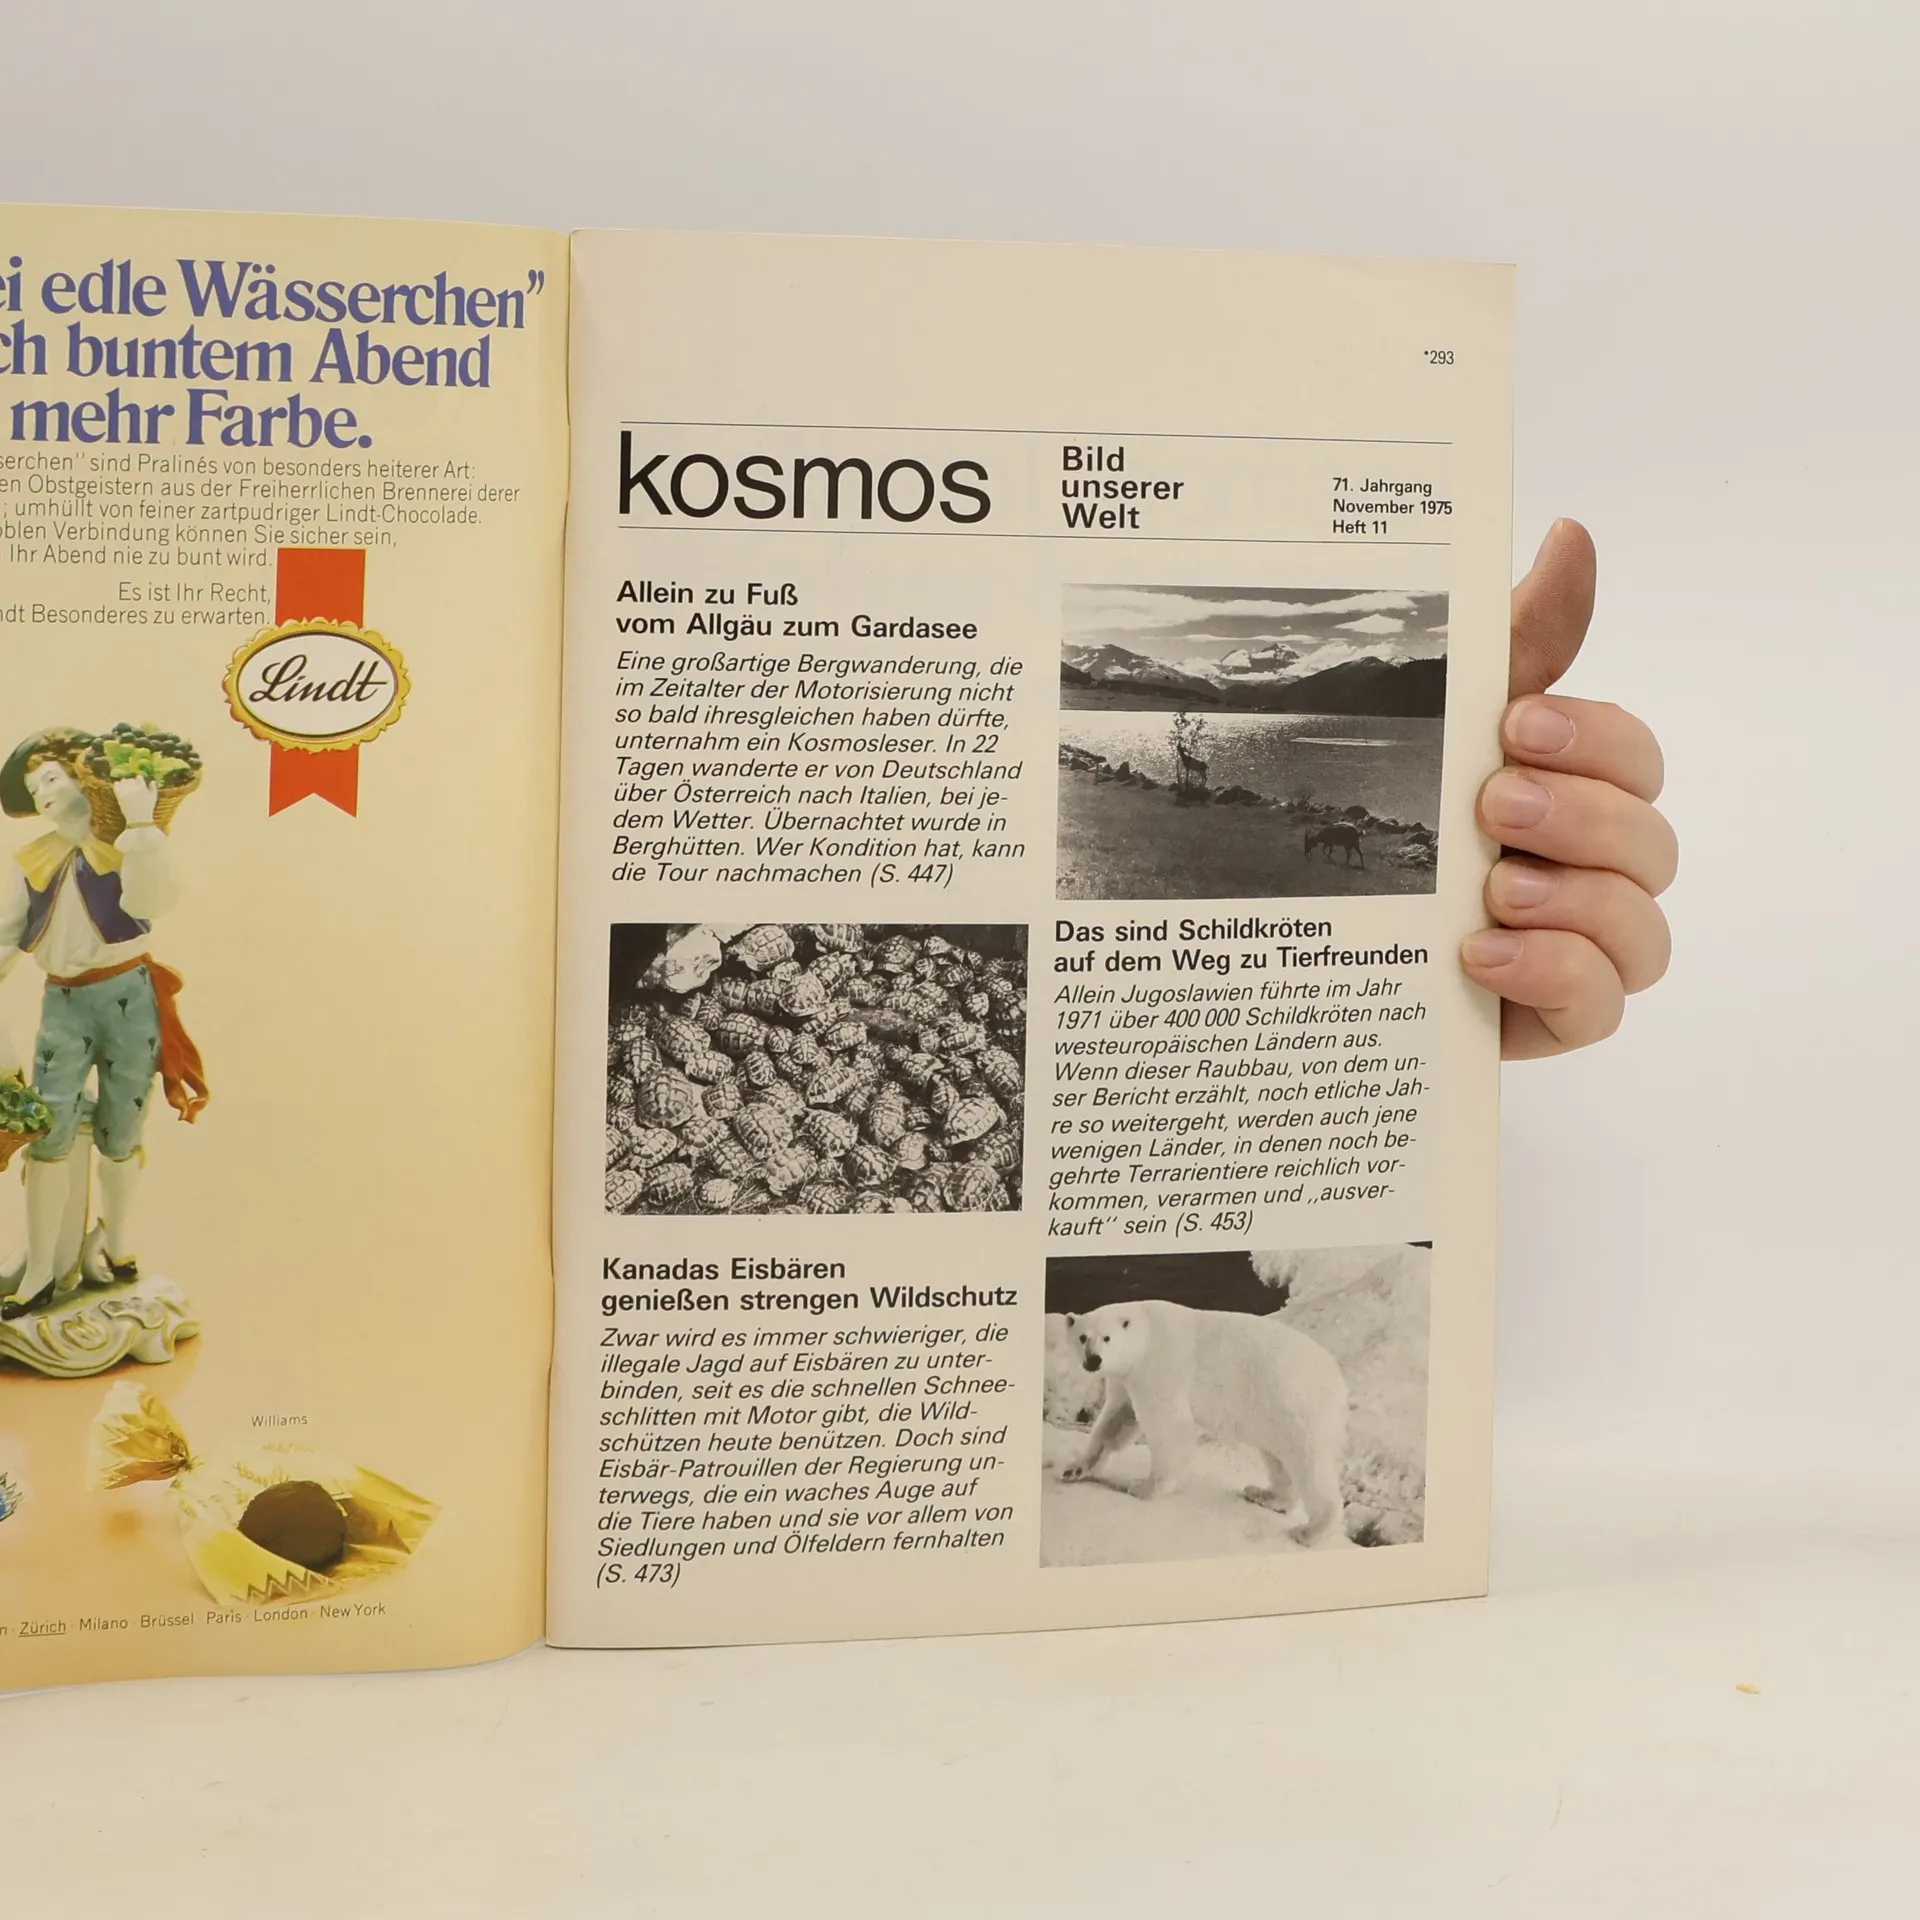 ei edle Wässerchen”
ch buntem Abend
mehr Farbe.
serchen” sind Pralinés von besonders heiterer Art:
en Obstgeistern aus der Freiherrlichen Brennerei derer
; umhüllt von feiner zartpudriger Lindt-Chocolade.
oblen Verbindung können Sie sicher sein,
Ihr Abend nie zu bunt wird.
Es ist Ihr Recht,
ndt Besonderes zu erwarten.
Lindt
Williams
n · Zürich · Milano · Brüssel · Paris · London · New York
*293
kosmos
Bild
unserer
Welt
71. Jahrgang
November 1975
Heft 11
Allein zu Fuß
vom Allgäu zum Gardasee
Eine großartige Bergwanderung, die
im Zeitalter der Motorisierung nicht
so bald ihresgleichen haben dürfte,
unternahm ein Kosmosleser. In 22
Tagen wanderte er von Deutschland
über Österreich nach Italien, bei je-
dem Wetter. Übernachtet wurde in
Berghütten. Wer Kondition hat, kann
die Tour nachmachen (S. 447)
Das sind Schildkröten
auf dem Weg zu Tierfreunden
Allein Jugoslawien führte im Jahr
1971 über 400 000 Schildkröten nach
westeuropäischen Ländern aus.
Wenn dieser Raubbau, von dem un-
ser Bericht erzählt, noch etliche Jah-
re so weitergeht, werden auch jene
wenigen Länder, in denen noch be-
gehrte Terrarientiere reichlich vor-
kommen, verarmen und „ausver-
kauft“ sein (S. 453)
Kanadas Eisbären
genießen strengen Wildschutz
Zwar wird es immer schwieriger, die
illegale Jagd auf Eisbären zu unter-
binden, seit es die schnellen Schnee-
schlitten mit Motor gibt, die Wild-
schützen heute benützen. Doch sind
Eisbär-Patrouillen der Regierung un-
terwegs, die ein waches Auge auf
die Tiere haben und sie vor allem von
Siedlungen und Ölfeldern fernhalten
(S. 473)